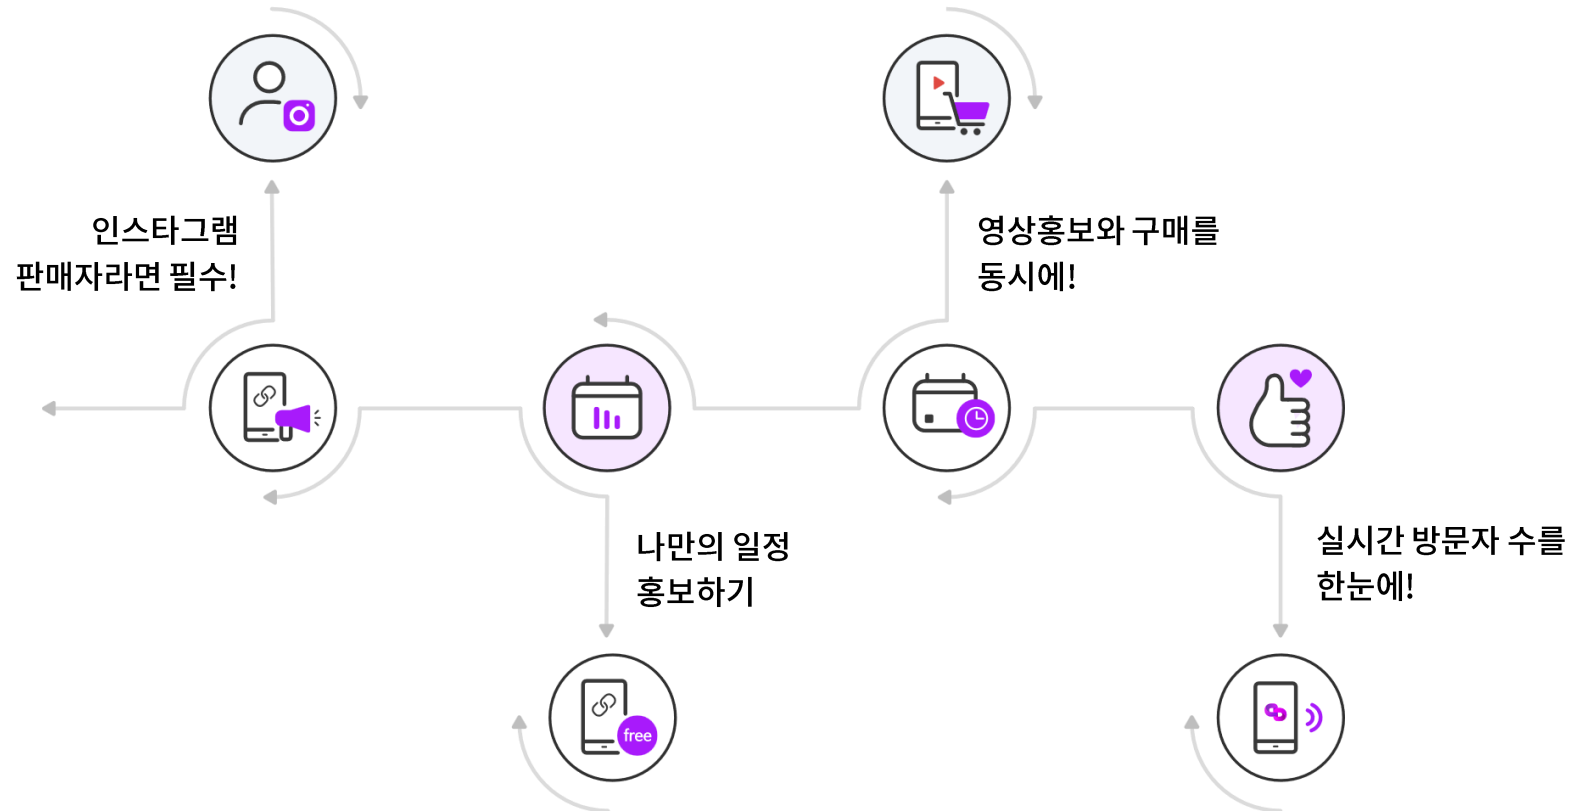 인스타그램
판매자라면 필수!
영상홍보와 구매를
동시에!
나만의 일정
홍보하기
실시간 방문자 수를
한눈에!
free